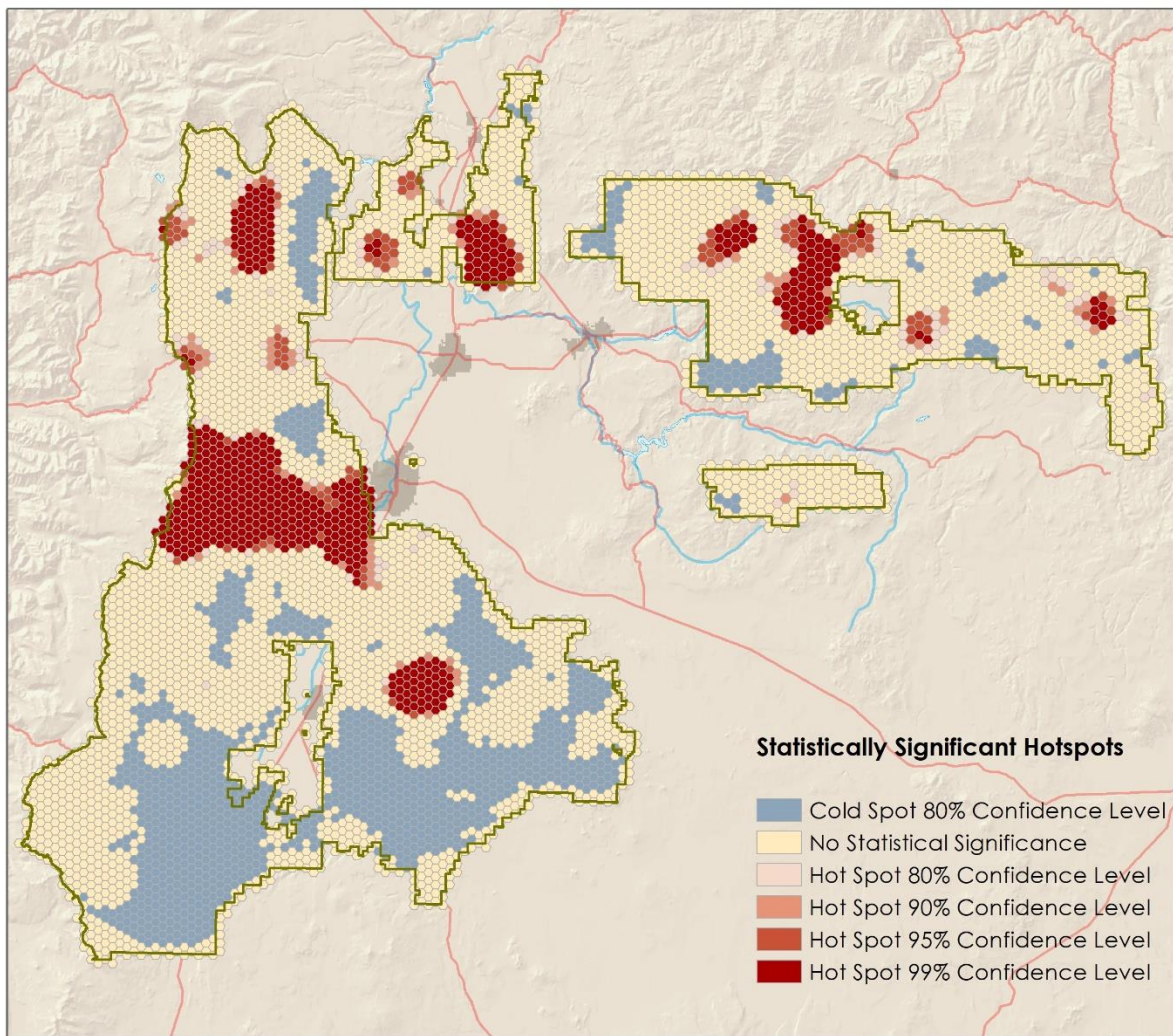 Statistically Significant Hotspots
Cold Spot 80% Confidence Level
No Statistical Significance
Hot Spot 80% Confidence Level
Hot Spot 90% Confidence Level
Hot Spot 95% Confidence Level
Hot Spot 99% Confidence Level